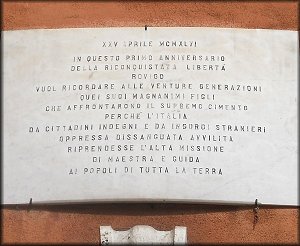 XXV APRILE MCMXLVI
IN QUESTO PRIMO ANNIVERSARIO
DELLA RICONQUISTATA LIBERTÀ
ROVIGO
VUOL RICORDARE ALLE VENTURE GENERAZIONI
QUEI SUOI MAGNANIMI FIGLI
CHE AFFRONTARONO IL SUPREMO CIMENTO
PERCHÈ L'ITALIA
DA CITTADINI INDEGNI E DA INGORDI STRANIERI
OPPRESSA DISSANGUATA AVVILITA
RIPRENDESSE L'ALTA MISSIONE
DI MAESTRA E GUIDA
AI POPOLI DI TUTTA LA TERRA